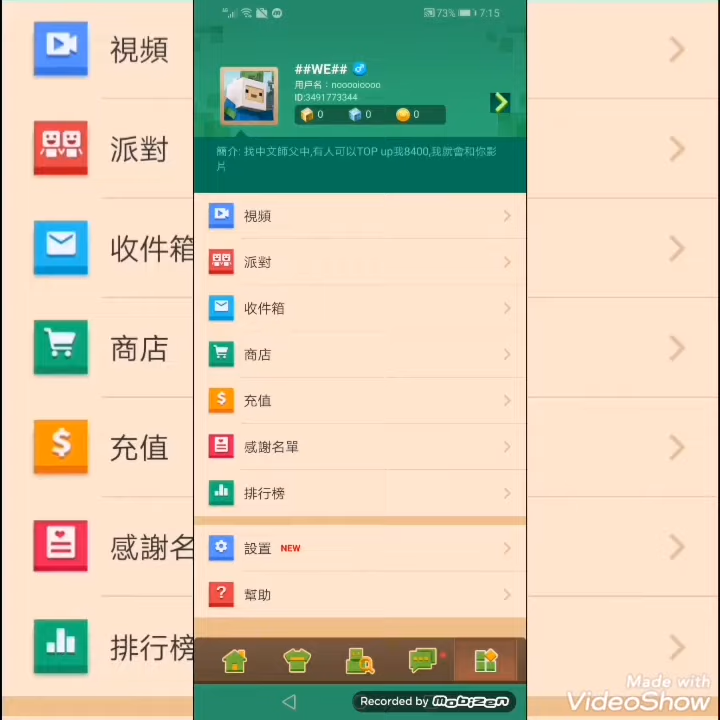 視頻
派對
收件箱
商店
充值
感謝名
排行榜
73% 7:15
##WE##
用戶名：noooioooo
ID:3491773344
0 0 0
簡介: 找中文師父中,有人可以TOP up我8400,我就會和你影
片
視頻
派對
收件箱
商店
充值
感謝名單
排行榜
設置 NEW
幫助
Recorded by mobizen
Made with
VideoShow